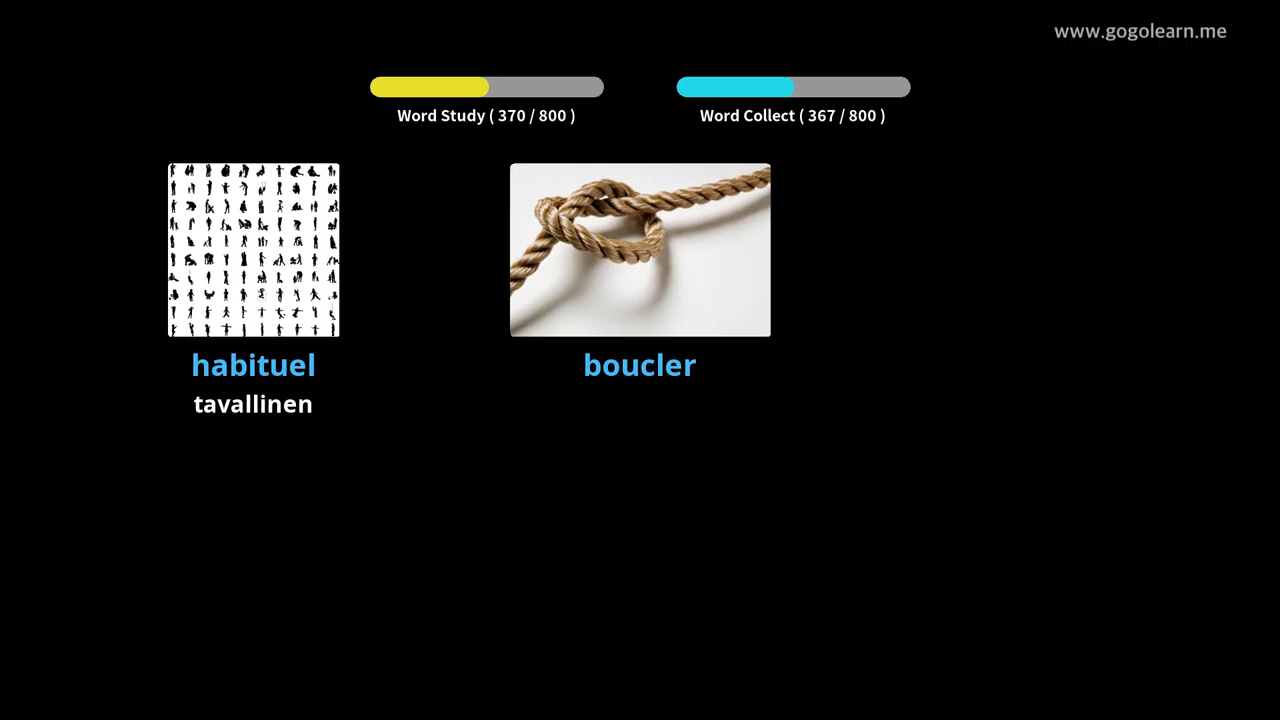 www.gogolearn.me
Word Study ( 370 / 800 )
Word Collect ( 367 / 800 )
habituel
tavallinen
boucler